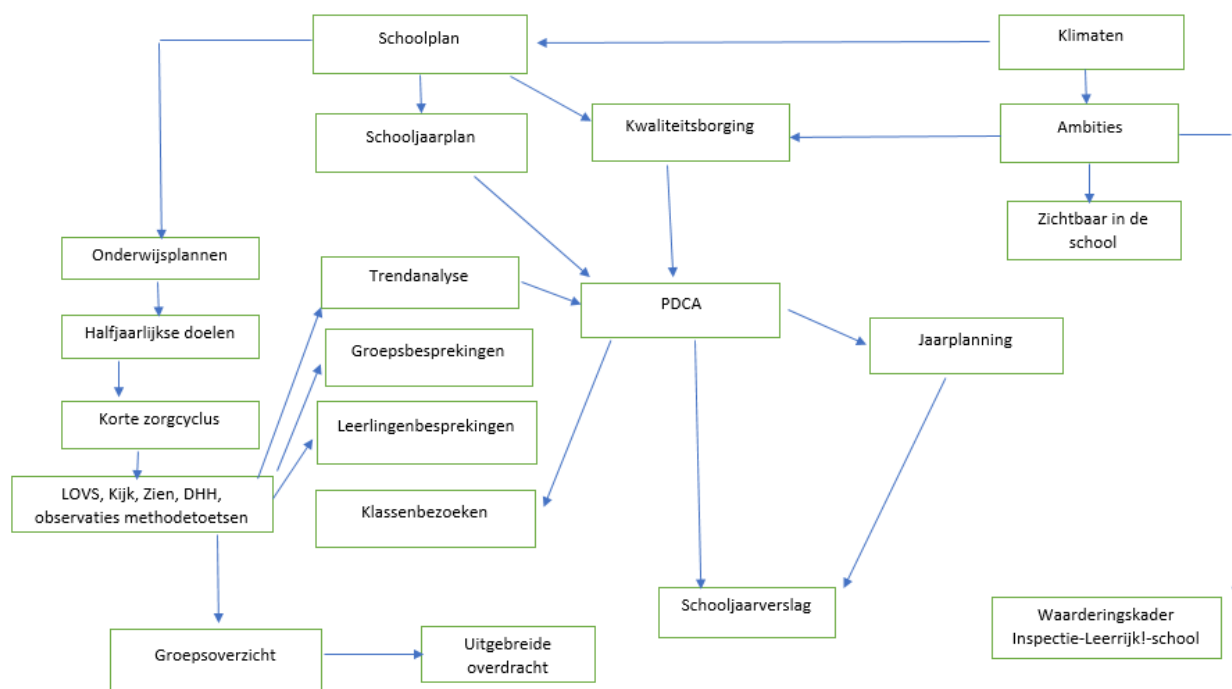 Schoolplan
Klimaten
Schooljaarplan
Kwaliteitsborging
Ambities
Zichtbaar in de
school
Onderwijsplannen
Trendanalyse
PDCA
Halfjaarlijkse doelen
Groepsbesprekingen
Jaarplanning
Korte zorgcyclus
Leerlingenbesprekingen
LOVS, Kijk, Zien, DHH,
observaties methodetoetsen
Klassenbezoeken
Schooljaarverslag
Waarderingskader
Inspectie-Leerrijk!-school
Groepsoverzicht
Uitgebreide
overdracht